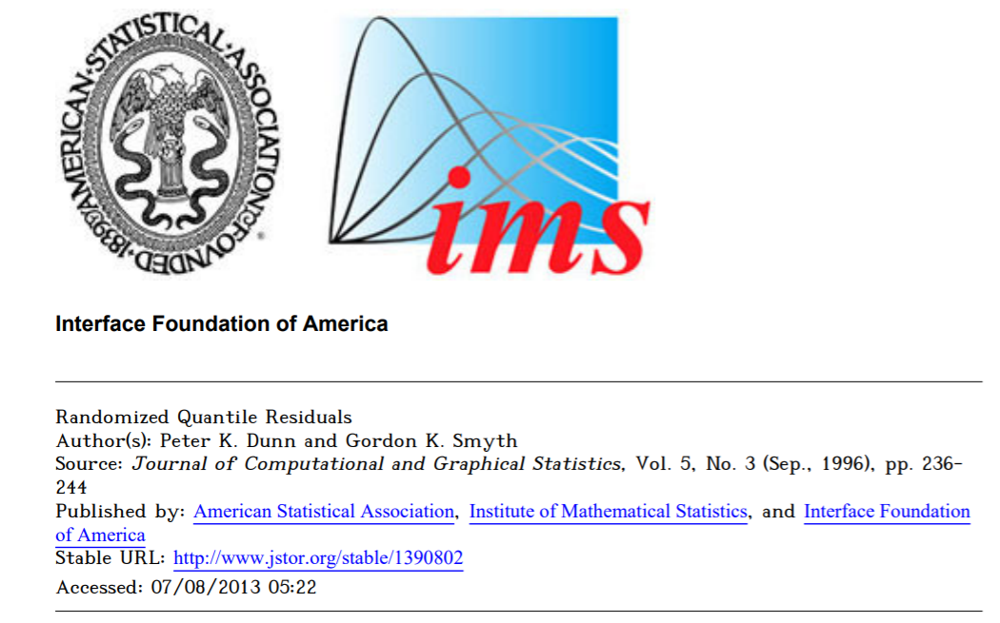 AMERICAN·STATISTICAL·ASSOCIATION·FOUNDED·1839·
ims
Interface Foundation of America
Randomized Quantile Residuals
Author(s): Peter K. Dunn and Gordon K. Smyth
Source: Journal of Computational and Graphical Statistics, Vol. 5, No. 3 (Sep., 1996), pp. 236-
244
Published by: American Statistical Association, Institute of Mathematical Statistics, and Interface Foundation
of America
Stable URL: http://www.jstor.org/stable/1390802
Accessed: 07/08/2013 05:22